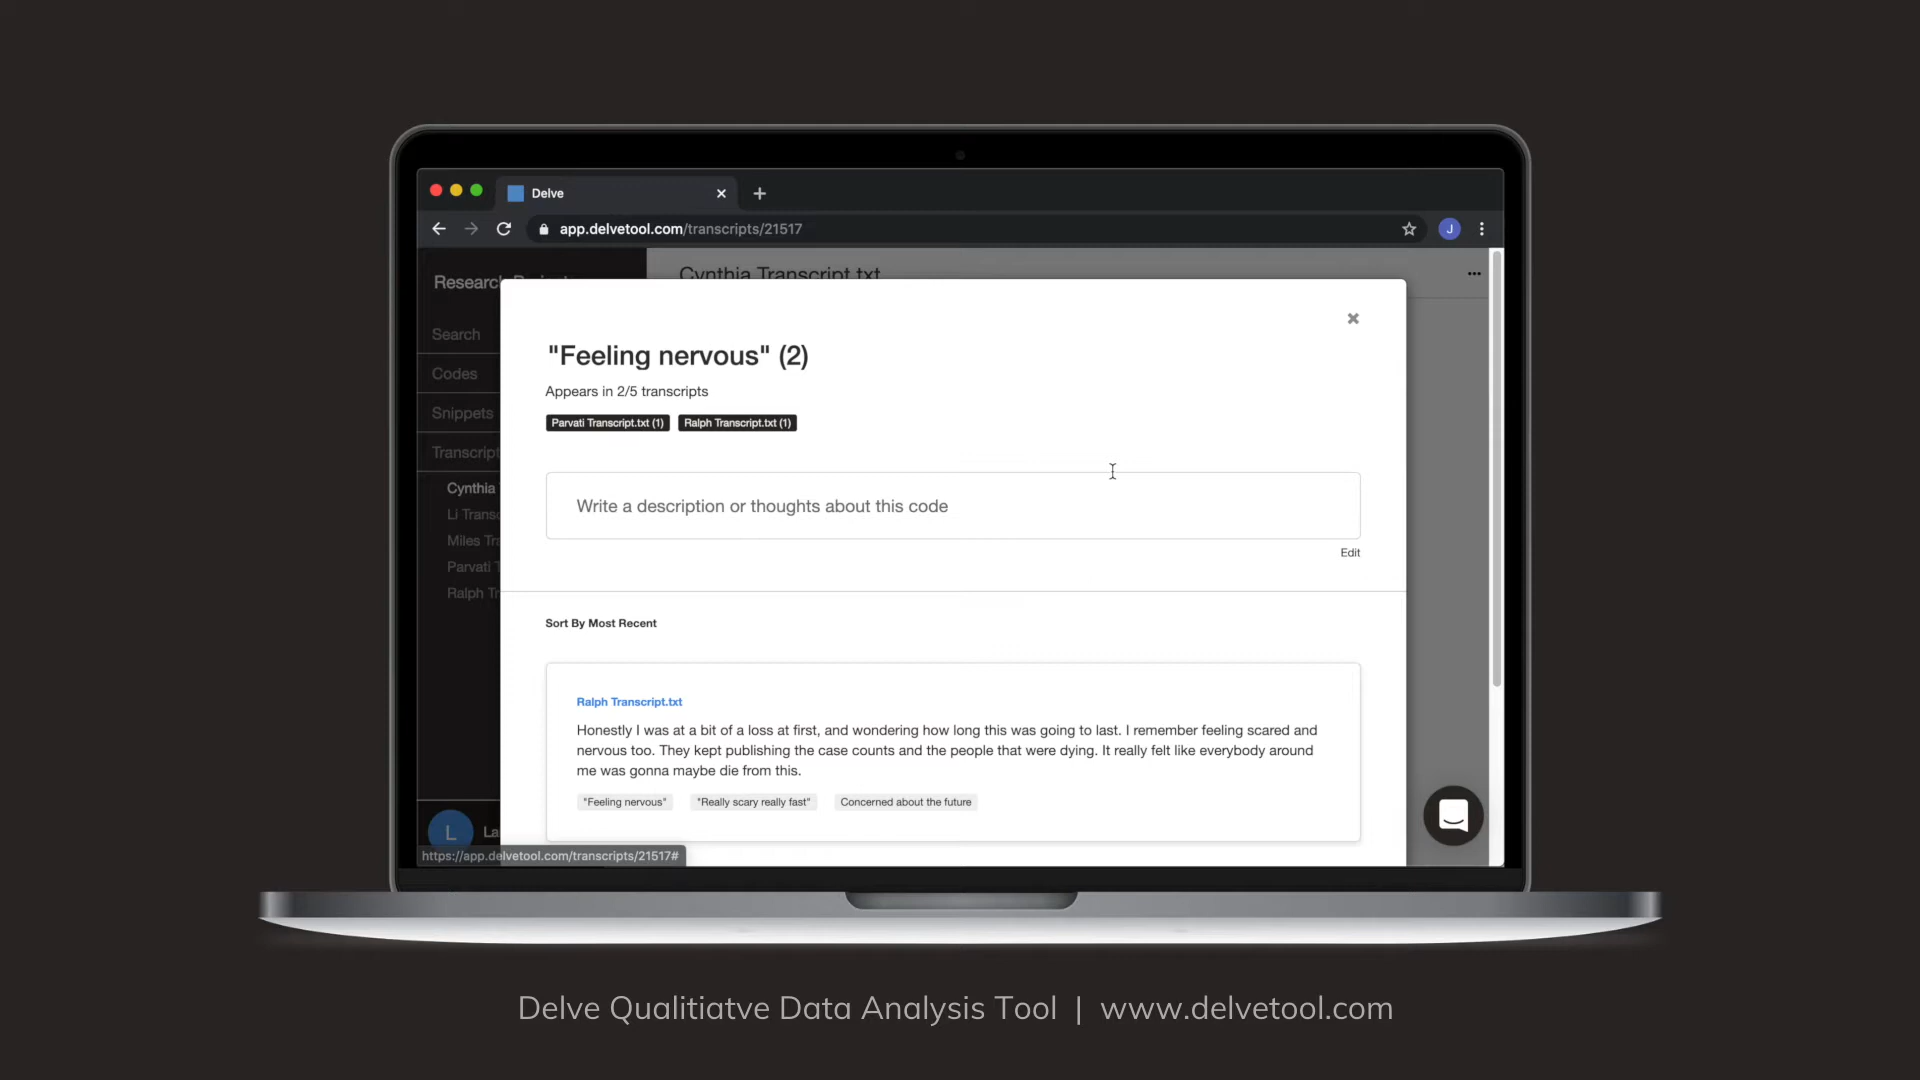 Delve
app.delvetool.com/transcripts/21517
J
Cynthia Transcript.txt
Search
Codes
Snippets
Cynthia
"Feeling nervous" (2)
Appears in 2/5 transcripts
Parvati Transcript.txt (1) Ralph Transcript.txt (1)
Write a description or thoughts about this code
Edit
Sort By Most Recent
Ralph Transcript.txt
Honestly I was at a bit of a loss at first, and wondering how long this was going to last. I remember feeling scared and
nervous too. They kept publishing the case counts and the people that were dying. It really felt like everybody around
me was gonna maybe die from this.
"Feeling nervous" "Really scary really fast" Concerned about the future
Li
Miles
Parvati
Ralph
L
https://app.delvetool.com/transcripts/21517#
Delve Qualitiatve Data Analysis Tool | www.delvetool.com